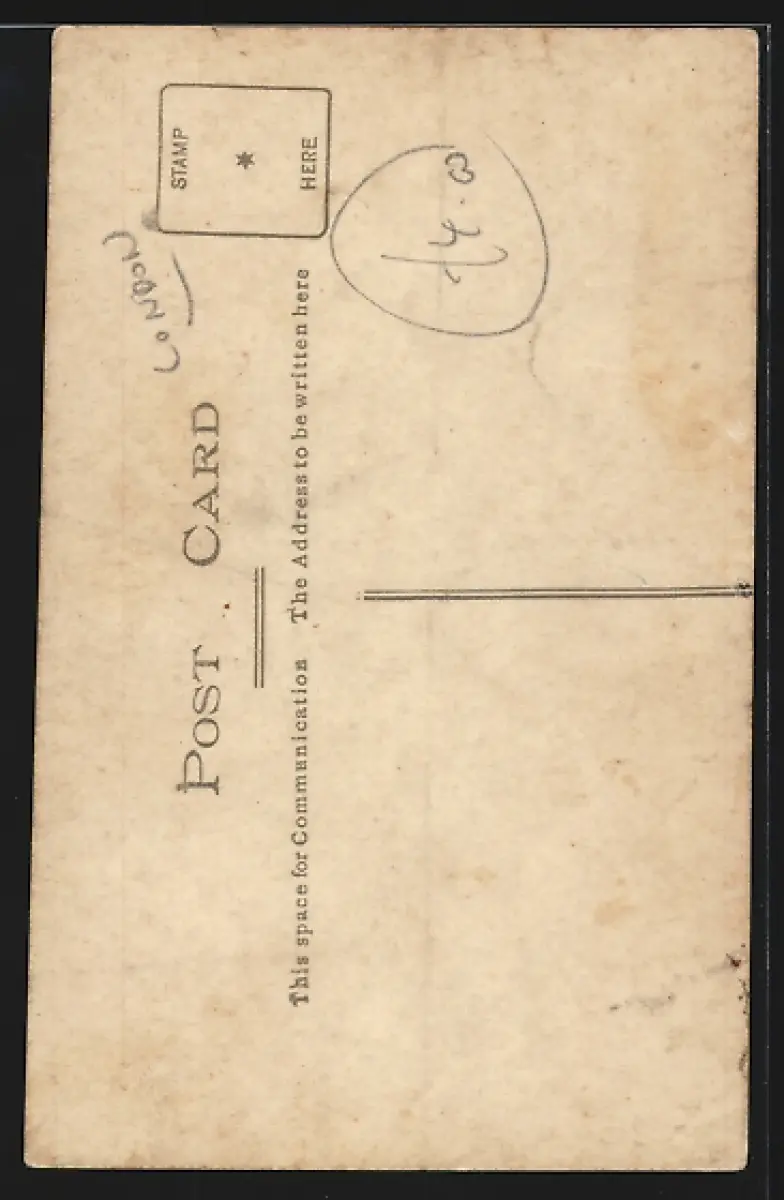 STAMP
*
HERE
LONDON
POST CARD
This space for Communication The Address to be written here
£4.00